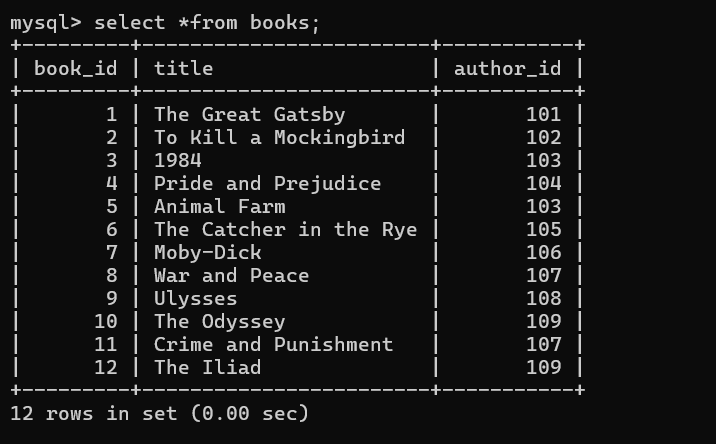 mysql> select *from books;
+---------+------------------------+-----------+
| book_id | title                  | author_id |
+---------+------------------------+-----------+
|       1 | The Great Gatsby       |       101 |
|       2 | To Kill a Mockingbird  |       102 |
|       3 | 1984                   |       103 |
|       4 | Pride and Prejudice    |       104 |
|       5 | Animal Farm            |       103 |
|       6 | The Catcher in the Rye |       105 |
|       7 | Moby-Dick              |       106 |
|       8 | War and Peace          |       107 |
|       9 | Ulysses                |       108 |
|      10 | The Odyssey            |       109 |
|      11 | Crime and Punishment   |       107 |
|      12 | The Iliad              |       109 |
+---------+------------------------+-----------+
12 rows in set (0.00 sec)